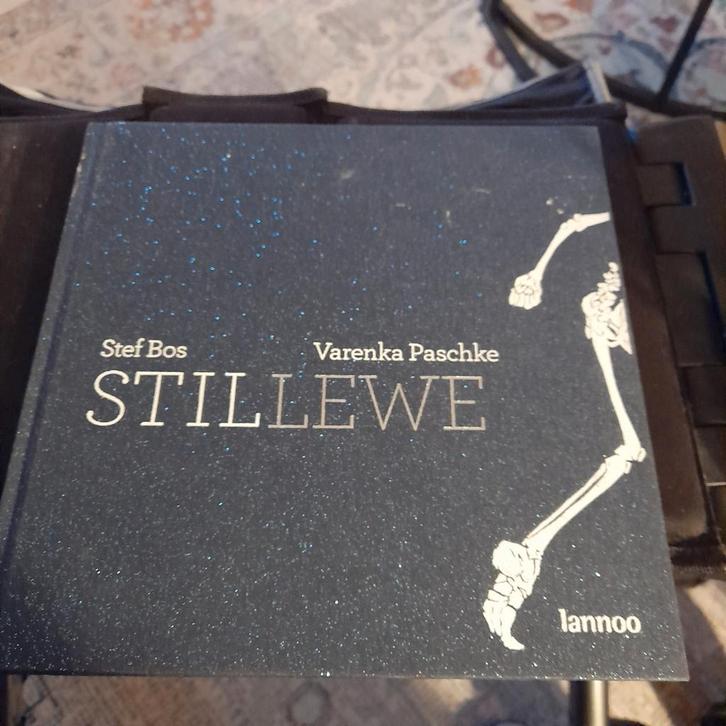 Stef Bos Varenka Paschke
STILLEWE
lannoo